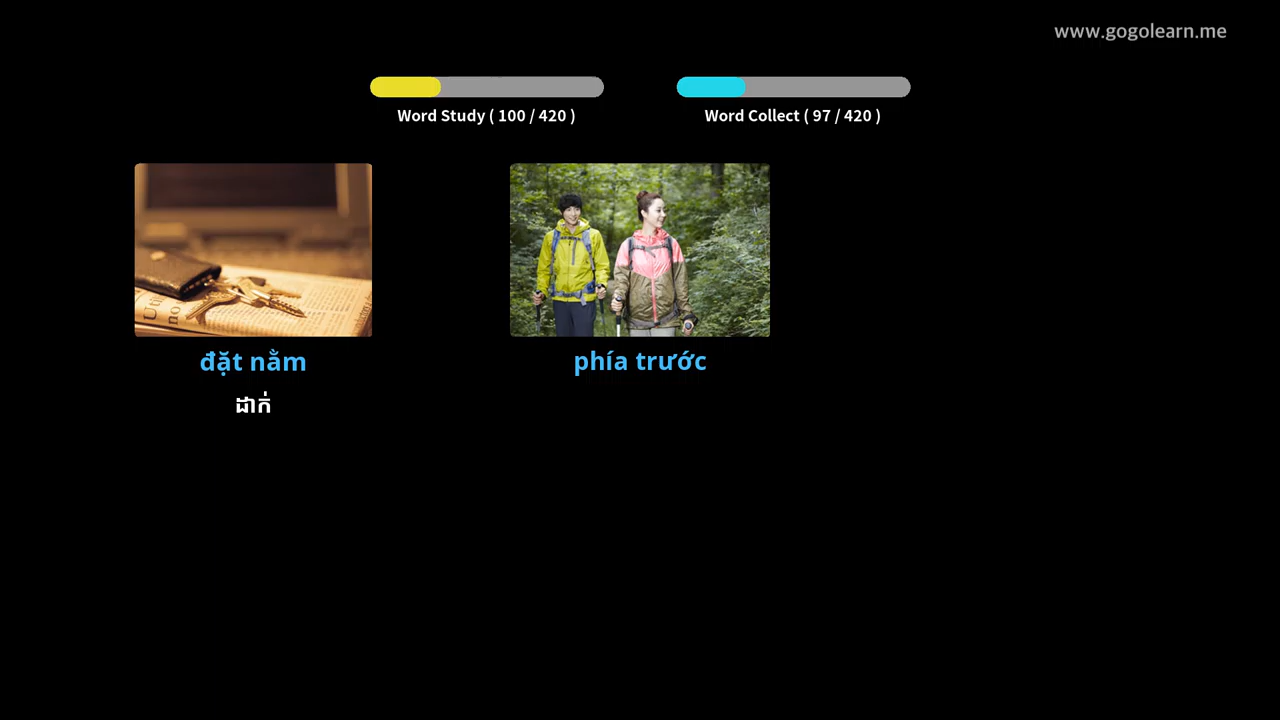 www.gogolearn.me
Word Study ( 100 / 420 )
Word Collect ( 97 / 420 )
đặt nằm
phía trước
ដាក់